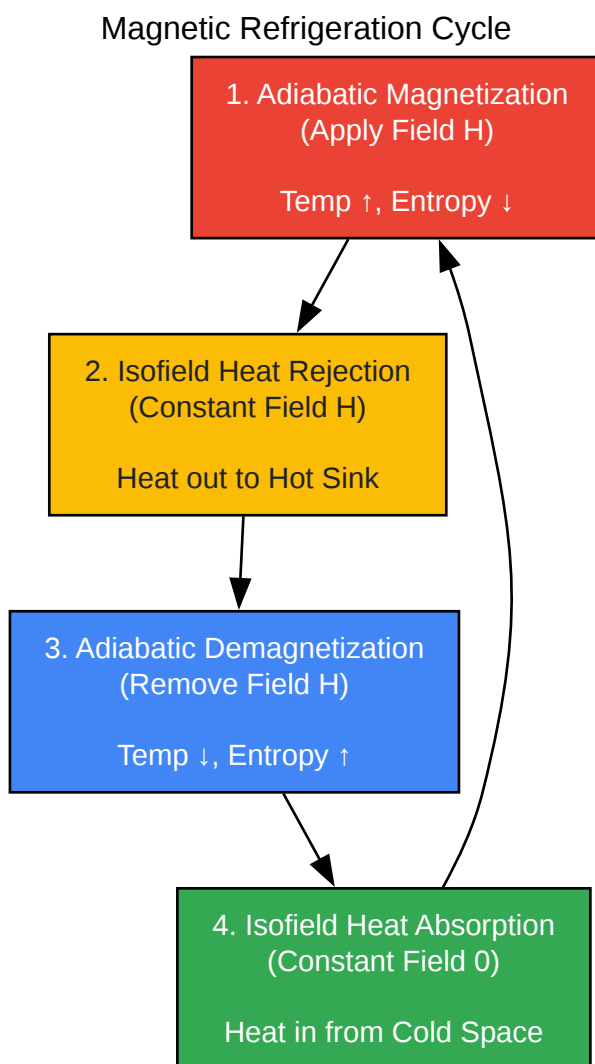 Magnetic Refrigeration Cycle
1. Adiabatic Magnetization
(Apply Field H)
Temp ↑, Entropy ↓
2. Isofield Heat Rejection
(Constant Field H)
Heat out to Hot Sink
3. Adiabatic Demagnetization
(Remove Field H)
Temp ↓, Entropy ↑
4. Isofield Heat Absorption
(Constant Field 0)
Heat in from Cold Space